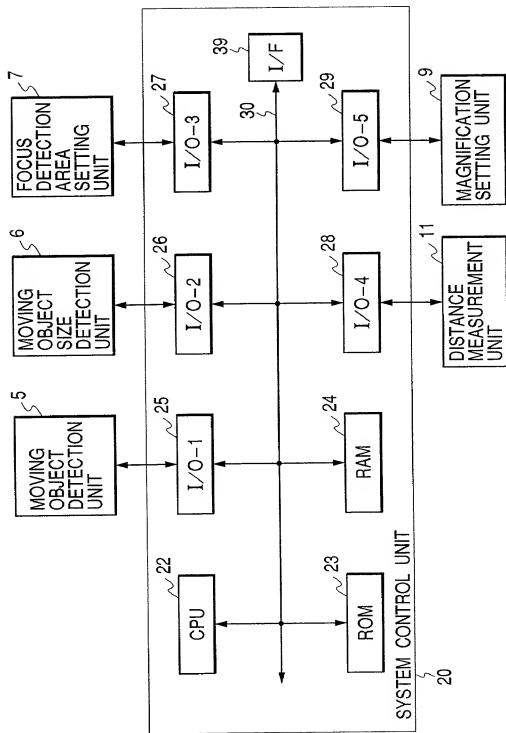 5
MOVING
OBJECT
DETECTION
UNIT
6
MOVING
OBJECT
SIZE
DETECTION
UNIT
7
FOCUS
DETECTION
AREA
SETTING
UNIT
22
CPU
25
I/O-1
26
I/O-2
27
I/O-3
39
I/F
30
23
ROM
24
RAM
28
I/O-4
29
I/O-5
SYSTEM CONTROL UNIT
20
11
DISTANCE
MEASUREMENT
UNIT
9
MAGNIFICATION
SETTING UNIT